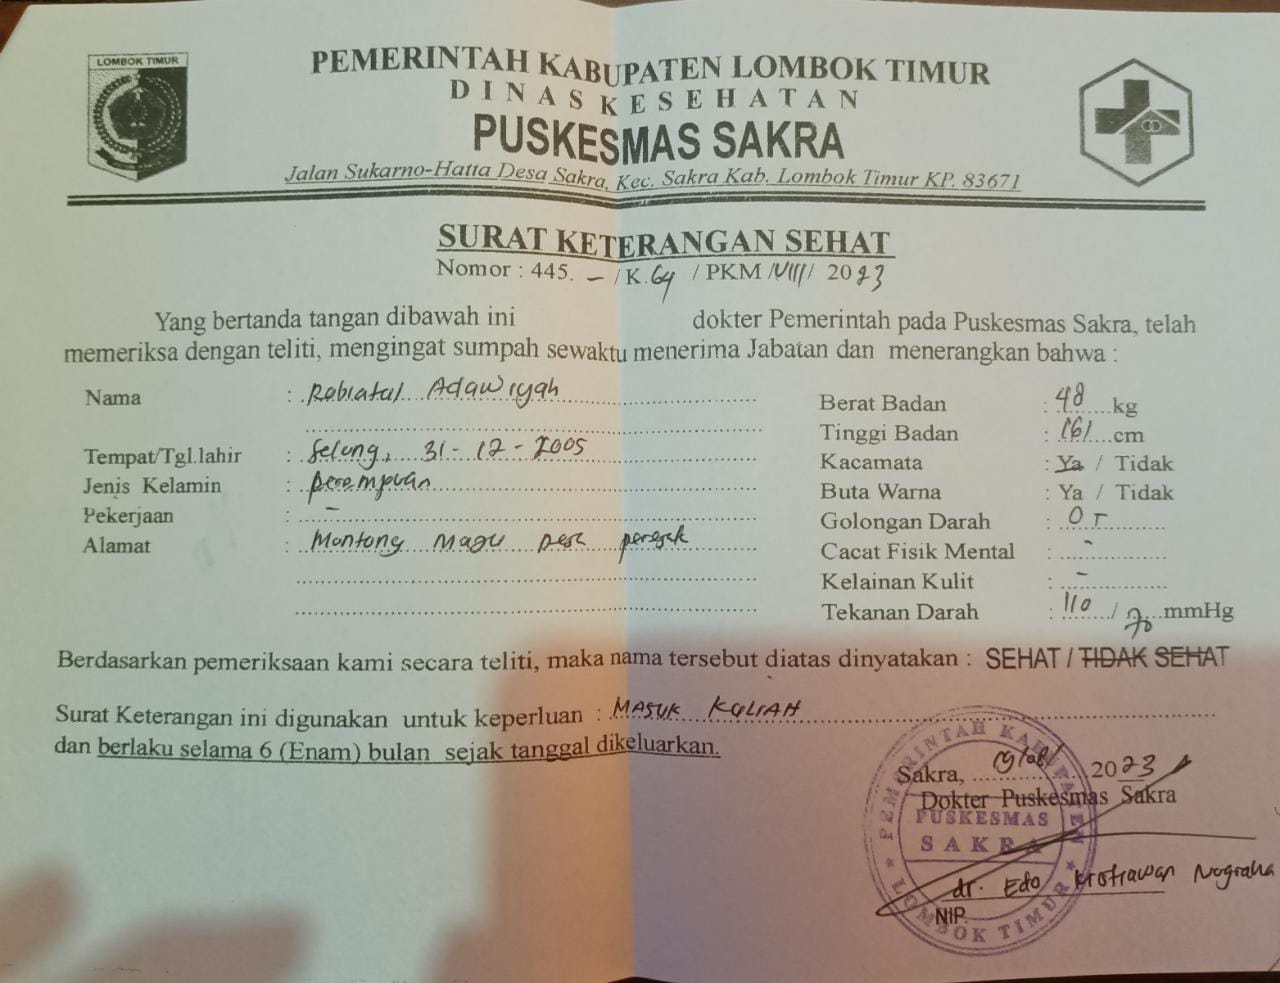 LOMBOK TIMUR
PEMERINTAH KABUPATEN LOMBOK TIMUR
DINAS KESEHATAN
PUSKESMAS SAKRA
Jalan Sukarno-Hatta Desa Sakra, Kec. Sakra Kab. Lombok Timur KP. 83671
SURAT KETERANGAN SEHAT
Nomor : 445. – / K. 64 / PKM /VIII/ 2023
Yang bertanda tangan dibawah ini dokter Pemerintah pada Puskesmas Sakra, telah
memeriksa dengan teliti, mengingat sumpah sewaktu menerima Jabatan dan menerangkan bahwa :
Nama : Robiatul Adawiyah
Tempat/Tgl.lahir : Selong, 31-12-2005
Jenis Kelamin : perempuan
Pekerjaan : –
Alamat : Montong Magu Desa
Berat Badan : 48 kg
Tinggi Badan : 161 cm
Kacamata : Ya / Tidak
Buta Warna : Ya / Tidak
Golongan Darah : O
Cacat Fisik Mental : -
Kelainan Kulit : -
Tekanan Darah : 110 / 70 mmHg
Berdasarkan pemeriksaan kami secara teliti, maka nama tersebut diatas dinyatakan : SEHAT / TIDAK SEHAT
Surat Keterangan ini digunakan untuk keperluan : MASUK KULIAH
dan berlaku selama 6 (Enam) bulan sejak tanggal dikeluarkan.
Sakra, 2023
Dokter Puskesmas Sakra
PEMERINTAH KABUPATEN
PUSKESMAS
SAKRA
LOMBOK TIMUR
dr. Edo Nugraha
NIP.